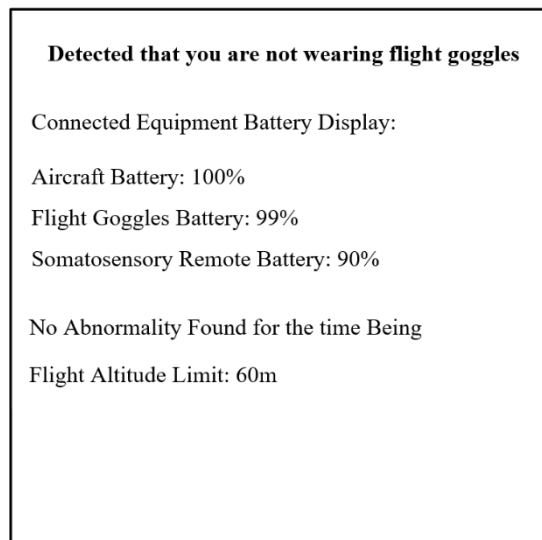 Detected that you are not wearing flight goggles
Connected Equipment Battery Display:
Aircraft Battery: 100%
Flight Goggles Battery: 99%
Somatosensory Remote Battery: 90%
No Abnormality Found for the time Being
Flight Altitude Limit: 60m